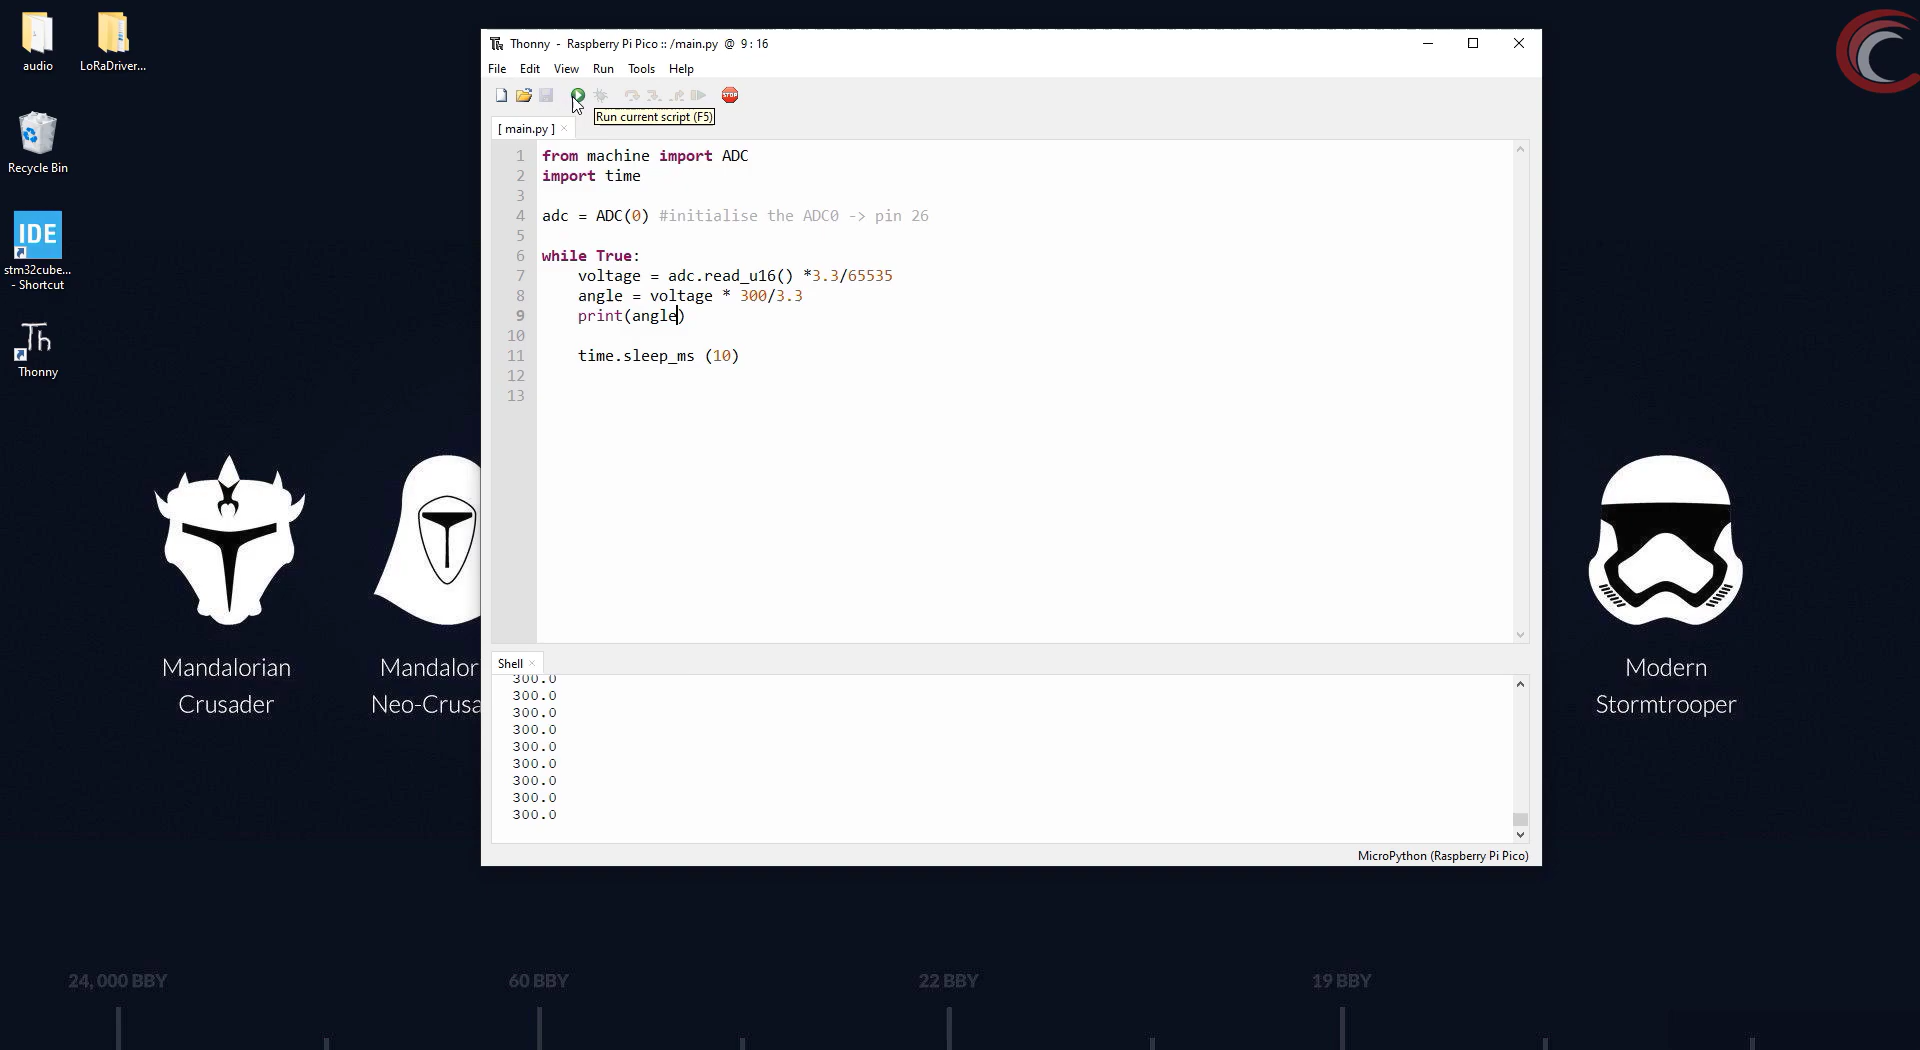 audio
LoRaDriver...
Recycle Bin
IDE
stm32cube...
- Shortcut
Th
Thonny
Th Thonny - Raspberry Pi Pico :: /main.py @ 9 : 16
File Edit View Run Tools Help
STOP
Run current script (F5)
[ main.py ] ×
1 from machine import ADC
2 import time
3
4 adc = ADC(0) #initialise the ADC0 -> pin 26
5
6 while True:
7 voltage = adc.read_u16() *3.3/65535
8 angle = voltage * 300/3.3
9 print(angle)
10
11 time.sleep_ms (10)
12
13
Shell ×
300.0
300.0
300.0
300.0
300.0
300.0
300.0
300.0
300.0
MicroPython (Raspberry Pi Pico)
Mandalorian
Crusader
Mandalor
Neo-Crusa
Modern
Stormtrooper
24,000 BBY
60 BBY
22 BBY
19 BBY